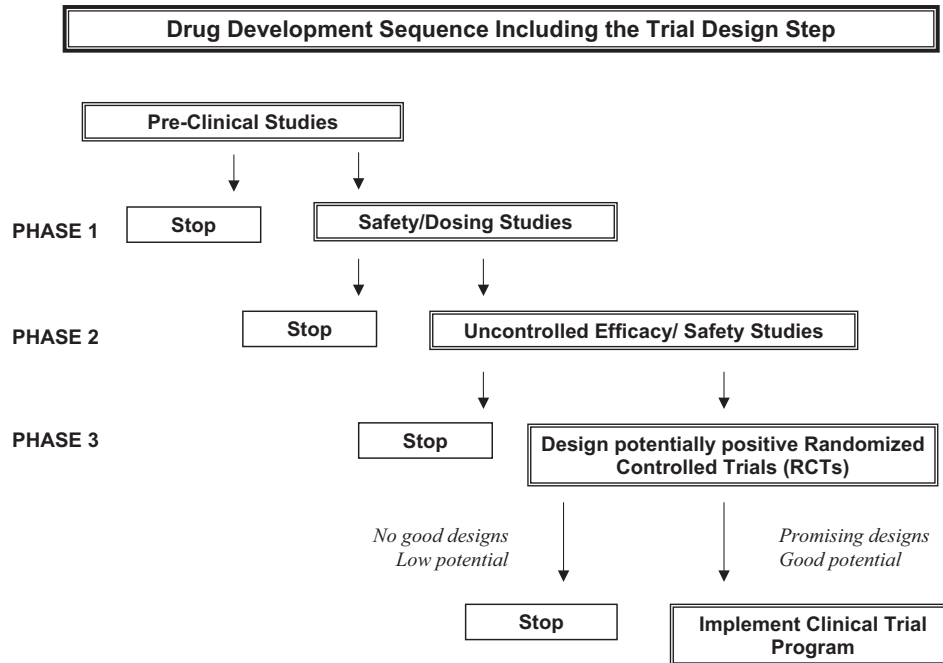 Drug Development Sequence Including the Trial Design Step
Pre-Clinical Studies
PHASE 1
Stop
Safety/Dosing Studies
PHASE 2
Stop
Uncontrolled Efficacy/ Safety Studies
PHASE 3
Stop
Design potentially positive Randomized
Controlled Trials (RCTs)
No good designs
Low potential
Promising designs
Good potential
Stop
Implement Clinical Trial
Program